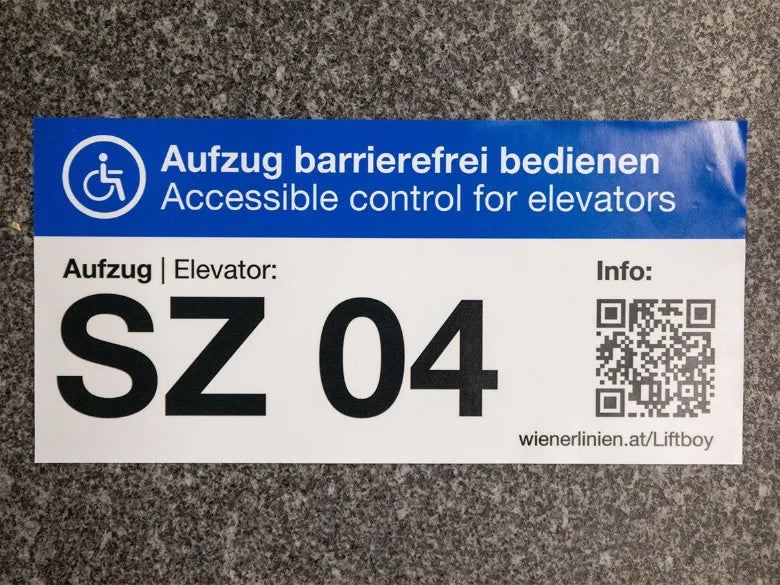 Aufzug barrierefrei bedienen
Accessible control for elevators
Aufzug | Elevator:
SZ 04
Info:
wienerlinien.at/Liftboy